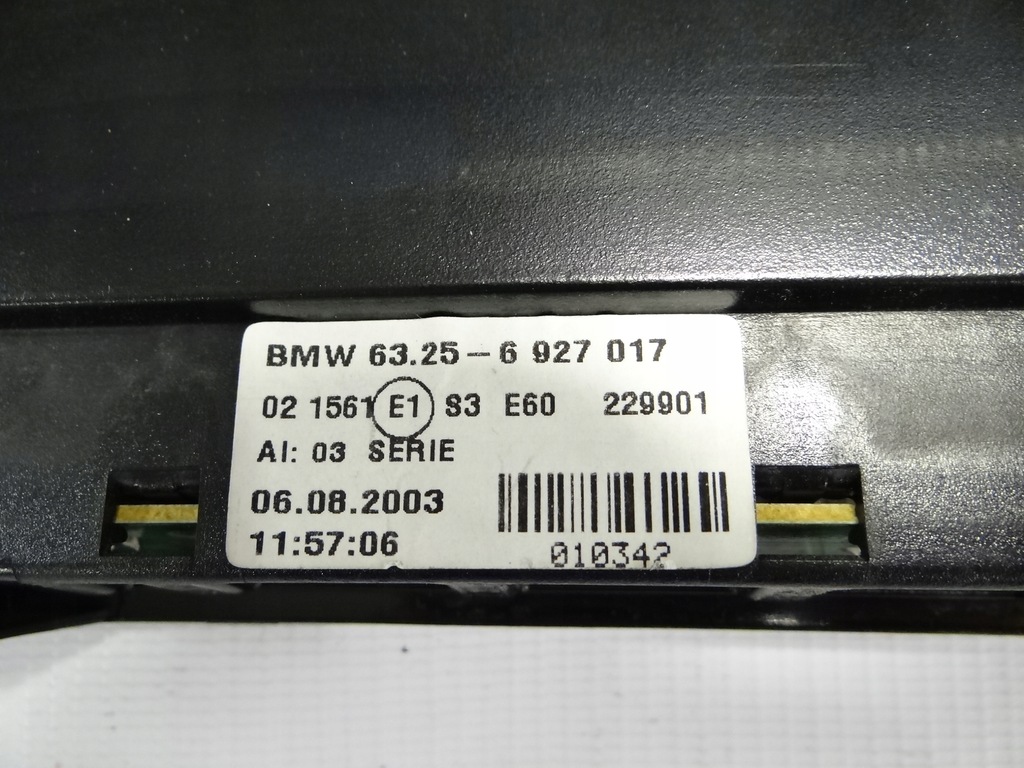 BMW 63.25-6 927 017
02 1561 E1 S3 E60 229901
AI: 03 SERIE
06.08.2003
11:57:06
010342